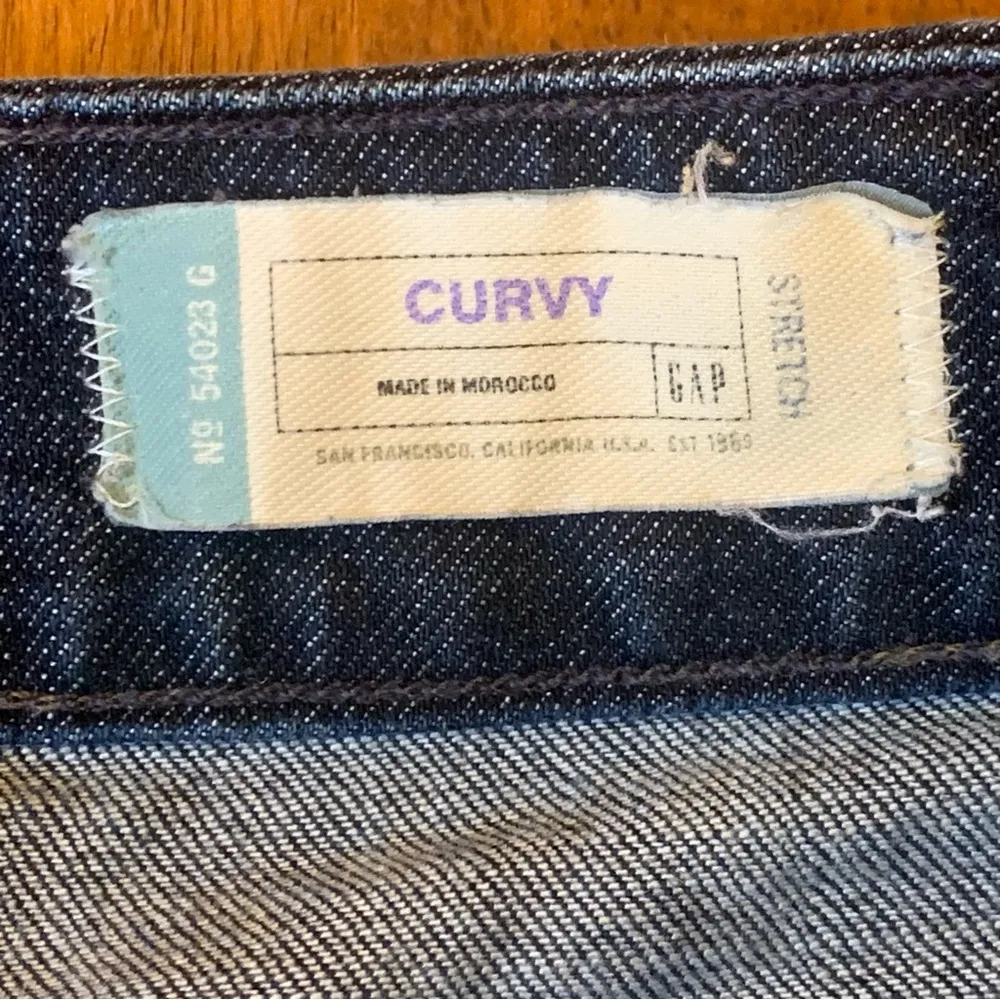 Nº 54023 G
CURVY
MADE IN MOROCCO
GAP
SAN FRANCISCO, CALIFORNIA U.S.A. EST 1969
STRETCH